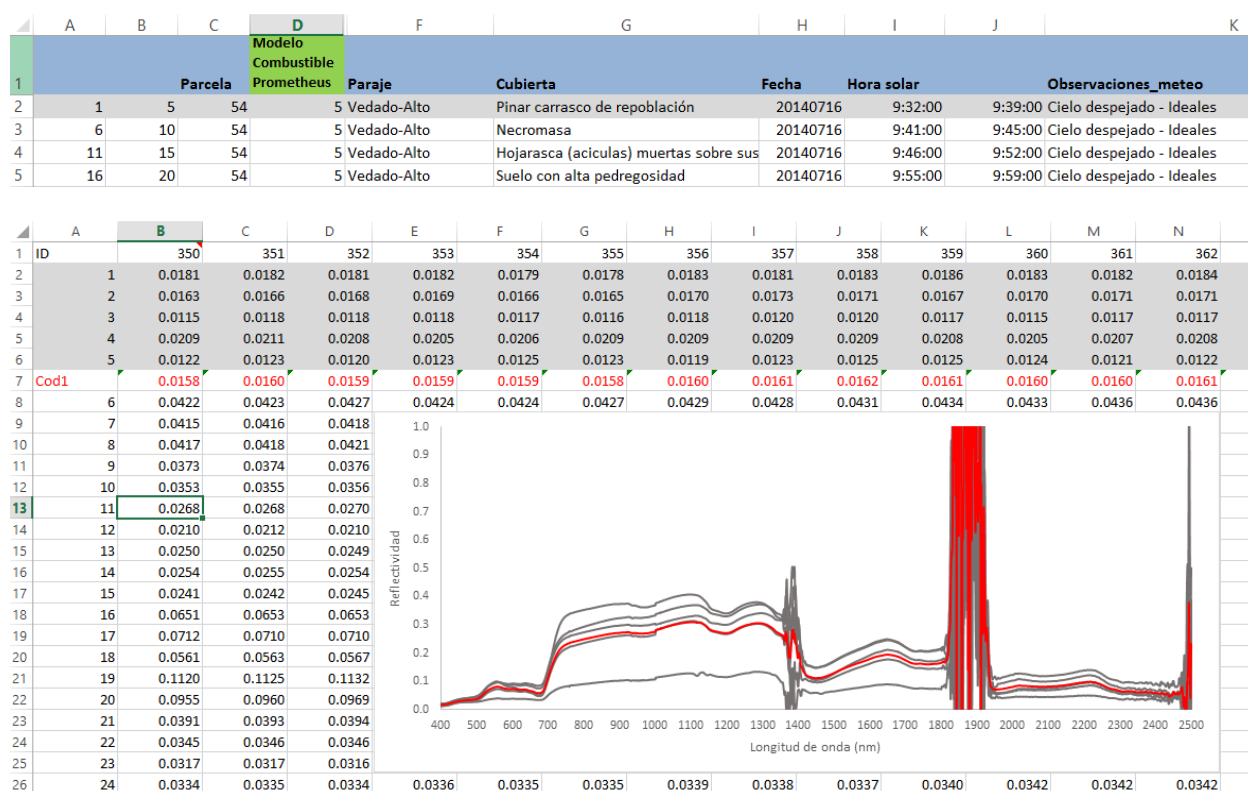 A B C D F G H I J K
1 Parcela Modelo Combustible Prometheus Paraje Cubierta Fecha Hora solar Observaciones_meteo
2 1 5 54 5 Vedado-Alto Pinar carrasco de repoblación 20140716 9:32:00 9:39:00 Cielo despejado - Ideales
3 6 10 54 5 Vedado-Alto Necromasa 20140716 9:41:00 9:45:00 Cielo despejado - Ideales
4 11 15 54 5 Vedado-Alto Hojarasca (aciculas) muertas sobre sus 20140716 9:46:00 9:52:00 Cielo despejado - Ideales
5 16 20 54 5 Vedado-Alto Suelo con alta pedregosidad 20140716 9:55:00 9:59:00 Cielo despejado - Ideales
A B C D E F G H I J K L M N
1 ID 350 351 352 353 354 355 356 357 358 359 360 361 362
2 1 0.0181 0.0182 0.0181 0.0182 0.0179 0.0178 0.0183 0.0181 0.0183 0.0186 0.0183 0.0182 0.0184
3 2 0.0163 0.0166 0.0168 0.0169 0.0166 0.0165 0.0170 0.0173 0.0171 0.0167 0.0170 0.0171 0.0171
4 3 0.0115 0.0118 0.0118 0.0118 0.0117 0.0116 0.0118 0.0120 0.0120 0.0117 0.0115 0.0117 0.0117
5 4 0.0209 0.0211 0.0208 0.0205 0.0206 0.0209 0.0209 0.0209 0.0209 0.0208 0.0205 0.0207 0.0208
6 5 0.0122 0.0123 0.0120 0.0123 0.0125 0.0123 0.0119 0.0123 0.0125 0.0125 0.0124 0.0121 0.0122
7 Cod1 0.0158 0.0160 0.0159 0.0159 0.0159 0.0158 0.0160 0.0161 0.0162 0.0161 0.0160 0.0160 0.0161
8 6 0.0422 0.0423 0.0427 0.0424 0.0424 0.0427 0.0429 0.0428 0.0431 0.0434 0.0433 0.0436 0.0436
9 7 0.0415 0.0416 0.0418
10 8 0.0417 0.0418 0.0421
11 9 0.0373 0.0374 0.0376
12 10 0.0353 0.0355 0.0356
13 11 0.0268 0.0268 0.0270
14 12 0.0210 0.0212 0.0210
15 13 0.0250 0.0250 0.0249
16 14 0.0254 0.0255 0.0254
17 15 0.0241 0.0242 0.0245
18 16 0.0651 0.0653 0.0653
19 17 0.0712 0.0710 0.0710
20 18 0.0561 0.0563 0.0567
21 19 0.1120 0.1125 0.1132
22 20 0.0955 0.0960 0.0969
23 21 0.0391 0.0393 0.0394
24 22 0.0345 0.0346 0.0346
25 23 0.0317 0.0317 0.0316
26 24 0.0334 0.0335 0.0334 0.0336 0.0335 0.0335 0.0339 0.0338 0.0337 0.0340 0.0342 0.0342 0.0342
Reflectividad
1.0
0.9
0.8
0.7
0.6
0.5
0.4
0.3
0.2
0.1
0.0
400 500 600 700 800 900 1000 1100 1200 1300 1400 1500 1600 1700 1800 1900 2000 2100 2200 2300 2400 2500
Longitud de onda (nm)